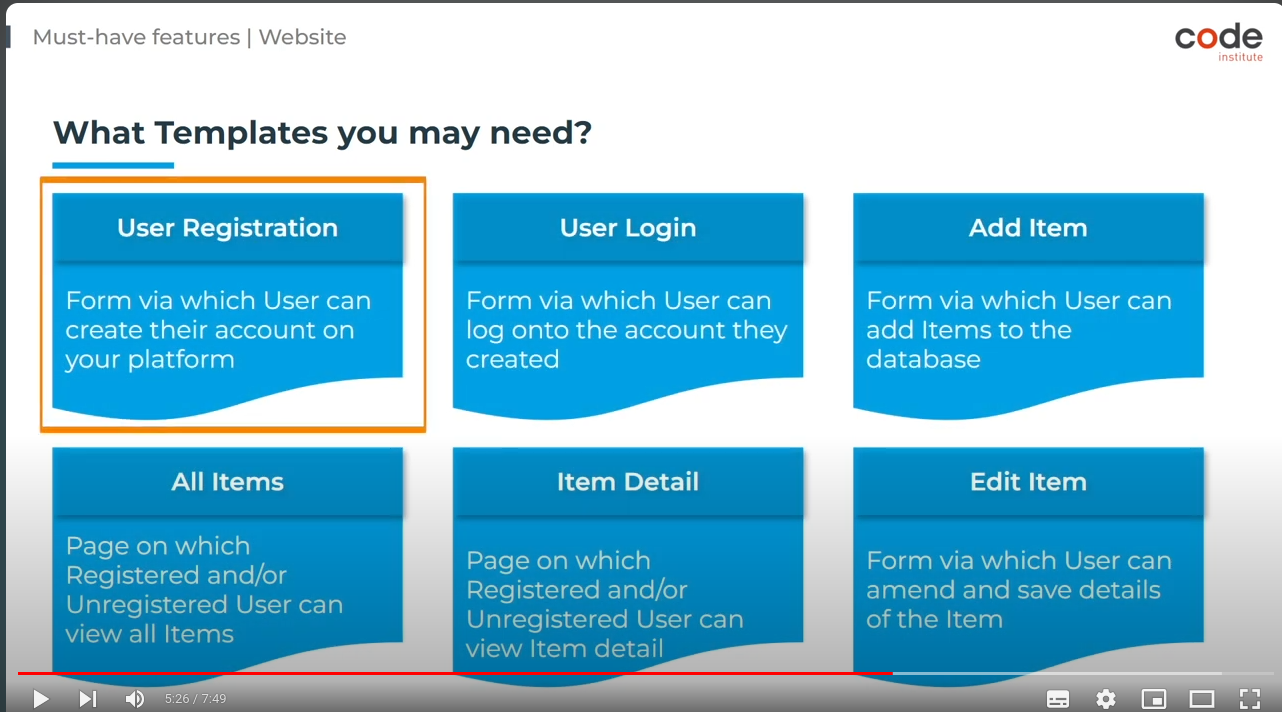 Must-have features | Website
code
institute
What Templates you may need?
User Registration
Form via which User can
create their account on
your platform
User Login
Form via which User can
log onto the account they
created
Add Item
Form via which User can
add Items to the
database
All Items
Page on which
Registered and/or
Unregistered User can
view all Items
Item Detail
Page on which
Registered and/or
Unregistered User can
view Item detail
Edit Item
Form via which User can
amend and save details
of the Item
5:26 / 7:49